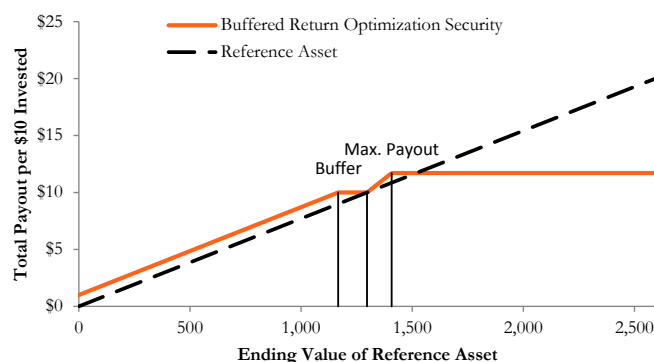 $25
Buffered Return Optimization Security
Reference Asset
$20
$15
Max. Payout
Buffer
$10
$5
$0
0
500
1,000
1,500
2,000
2,500
Total Payout per $10 Invested
Ending Value of Reference Asset